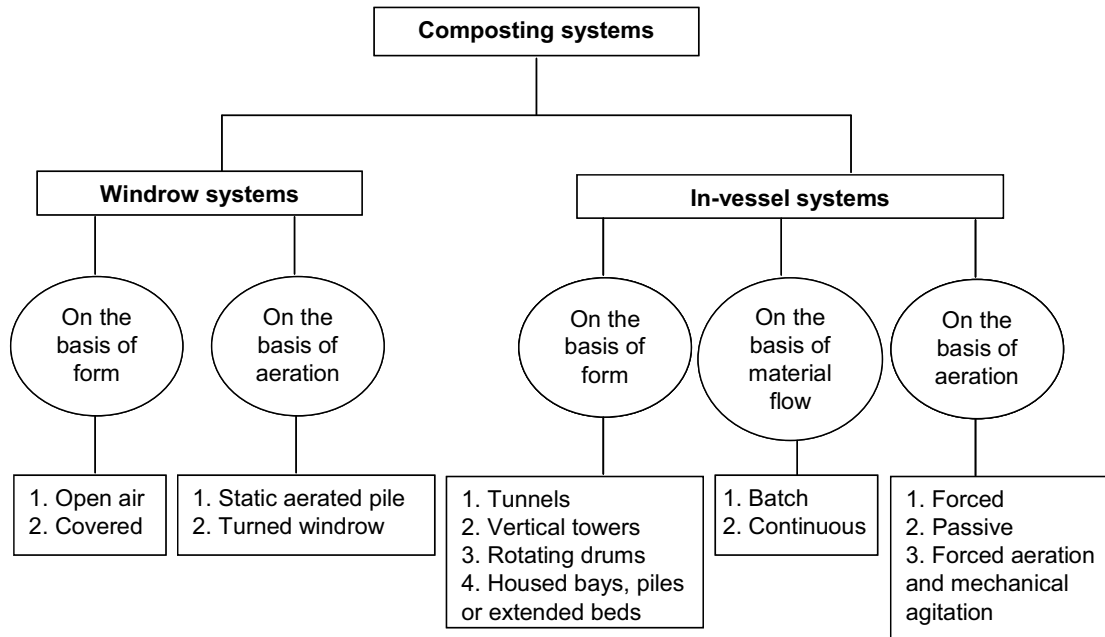 Composting systems
Windrow systems
In-vessel systems
On the
basis of
form
On the
basis of
aeration
On the
basis of
form
On the
basis of
material
flow
On the
basis of
aeration
1. Open air
2. Covered
1. Static aerated pile
2. Turned windrow
1. Tunnels
2. Vertical towers
3. Rotating drums
4. Housed bays, piles
or extended beds
1. Batch
2. Continuous
1. Forced
2. Passive
3. Forced aeration
and mechanical
agitation